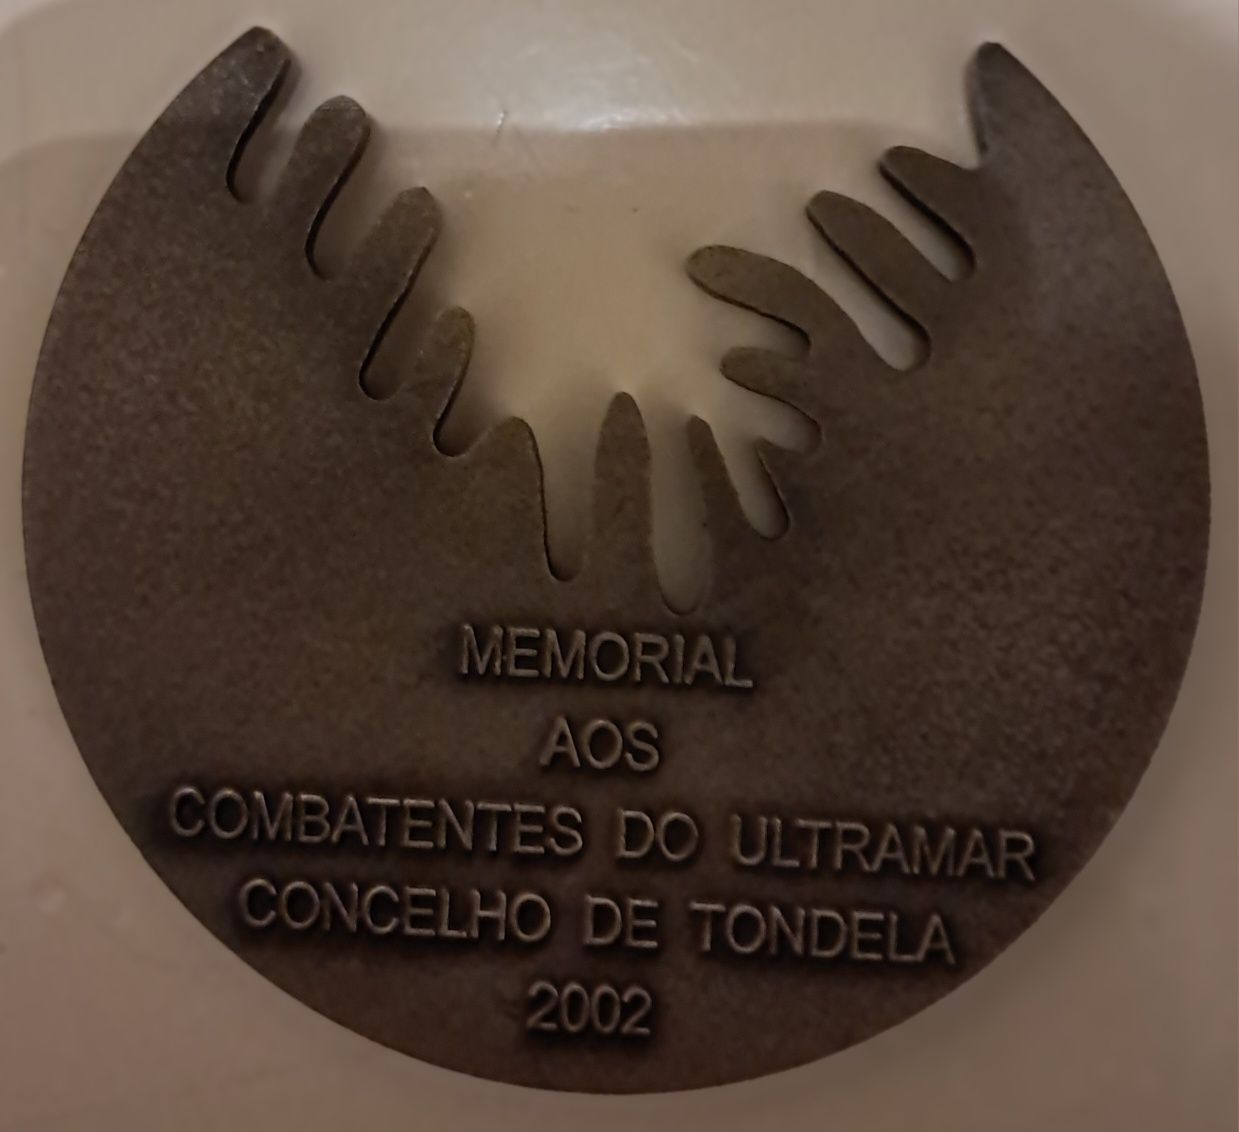 MEMORIAL
AOS
COMBATENTES DO ULTRAMAR
CONCELHO DE TONDELA
2002